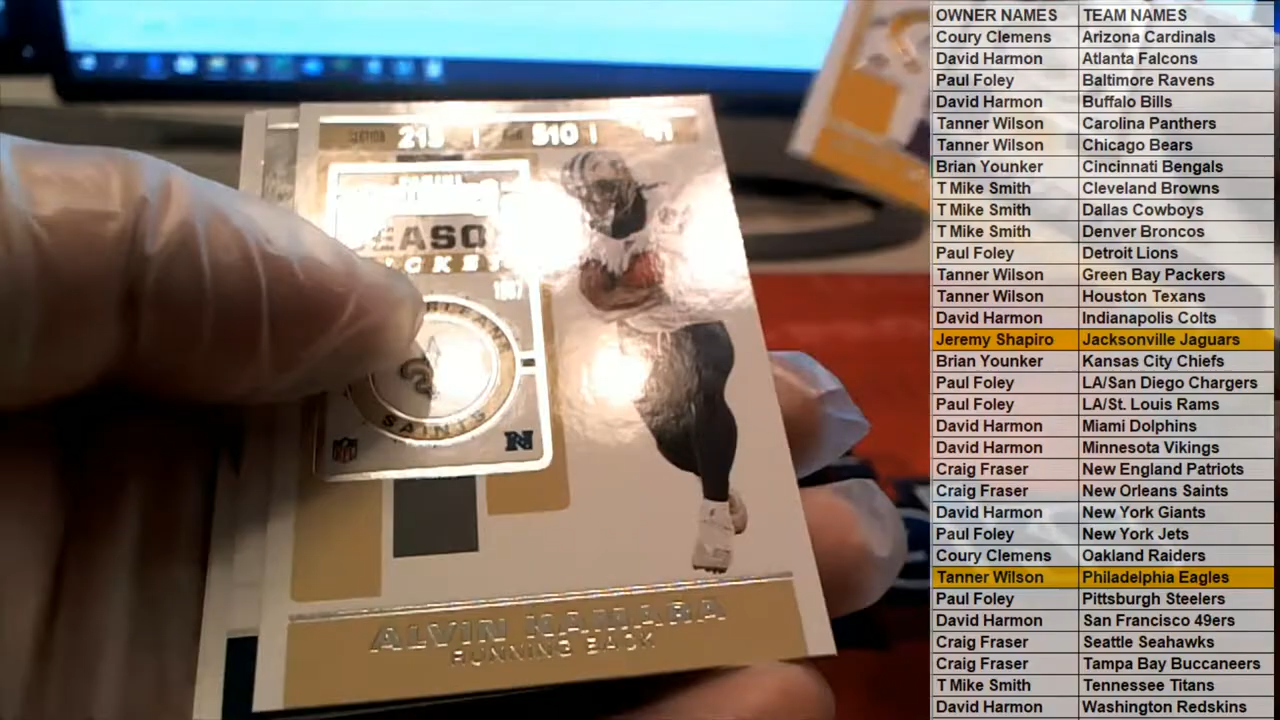 213 | 510 |
1967
SAINTS
ALVIN KAMARA
RUNNING BACK
OWNER NAMES TEAM NAMES
Coury Clemens Arizona Cardinals
David Harmon Atlanta Falcons
Paul Foley Baltimore Ravens
David Harmon Buffalo Bills
Tanner Wilson Carolina Panthers
Tanner Wilson Chicago Bears
Brian Younker Cincinnati Bengals
T Mike Smith Cleveland Browns
T Mike Smith Dallas Cowboys
T Mike Smith Denver Broncos
Paul Foley Detroit Lions
Tanner Wilson Green Bay Packers
Tanner Wilson Houston Texans
David Harmon Indianapolis Colts
Jeremy Shapiro Jacksonville Jaguars
Brian Younker Kansas City Chiefs
Paul Foley LA/San Diego Chargers
Paul Foley LA/St. Louis Rams
David Harmon Miami Dolphins
David Harmon Minnesota Vikings
Craig Fraser New England Patriots
Craig Fraser New Orleans Saints
David Harmon New York Giants
Paul Foley New York Jets
Coury Clemens Oakland Raiders
Tanner Wilson Philadelphia Eagles
Paul Foley Pittsburgh Steelers
David Harmon San Francisco 49ers
Craig Fraser Seattle Seahawks
Craig Fraser Tampa Bay Buccaneers
T Mike Smith Tennessee Titans
David Harmon Washington Redskins